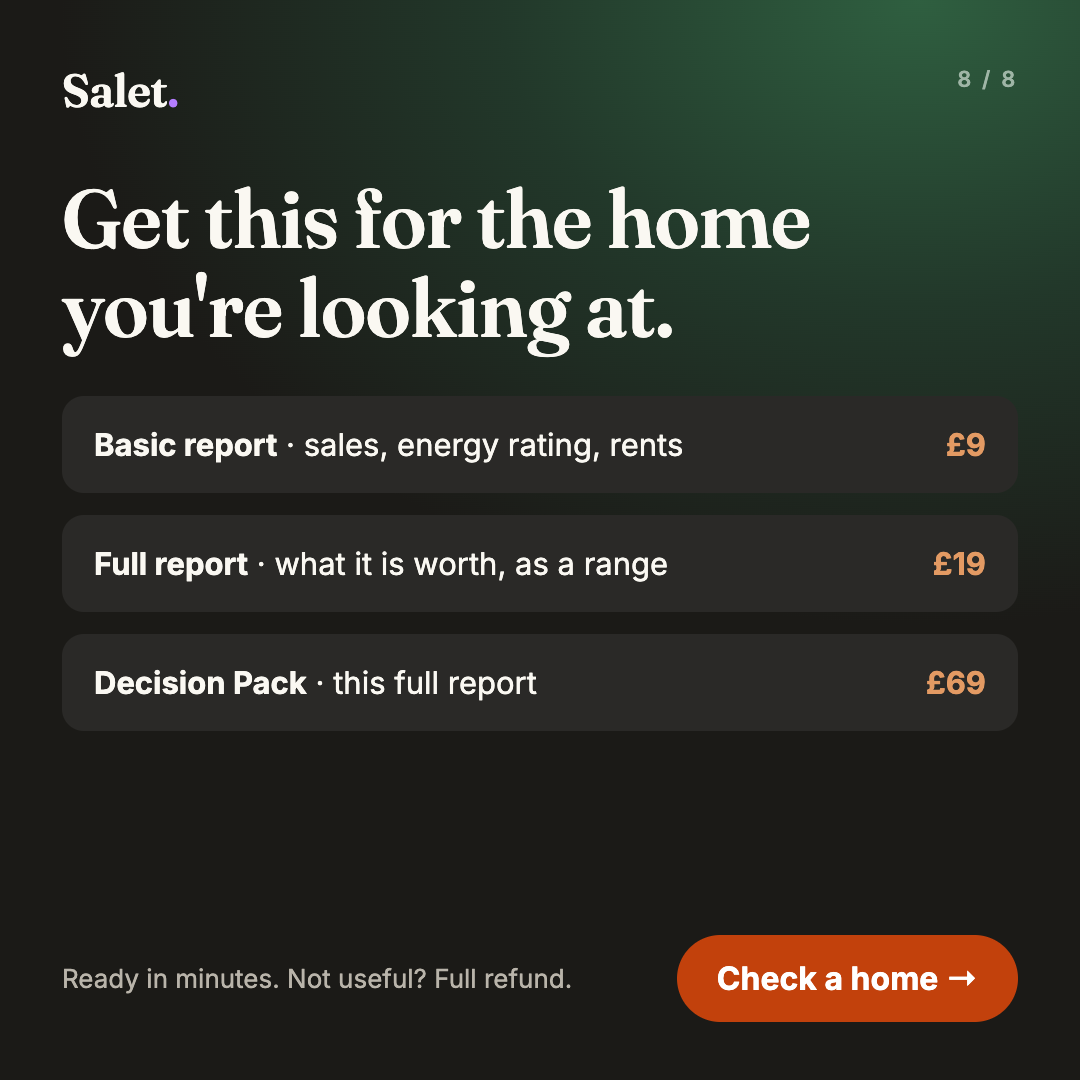 Salet.
8 / 8
Get this for the home
you're looking at.
Basic report · sales, energy rating, rents £9
Full report · what it is worth, as a range £19
Decision Pack · this full report £69
Ready in minutes. Not useful? Full refund.
Check a home →